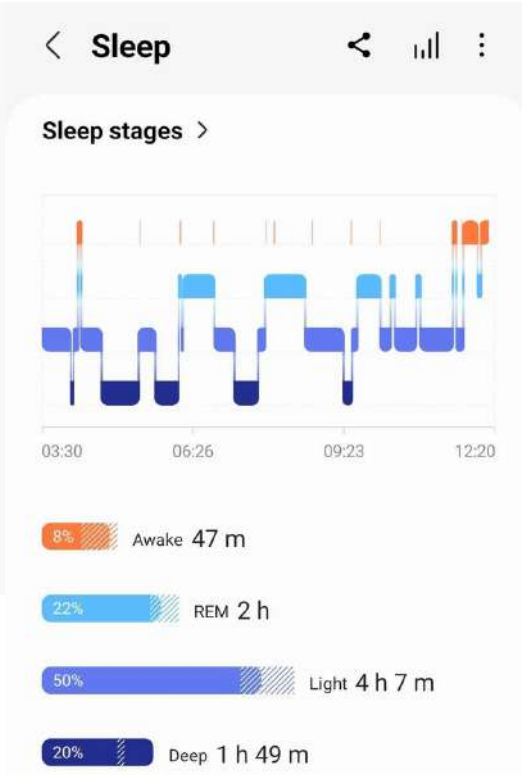 Sleep
Sleep stages >
03:30 06:26 09:23 12:20
8% Awake 47 m
22% REM 2 h
50% Light 4 h 7 m
20% Deep 1 h 49 m